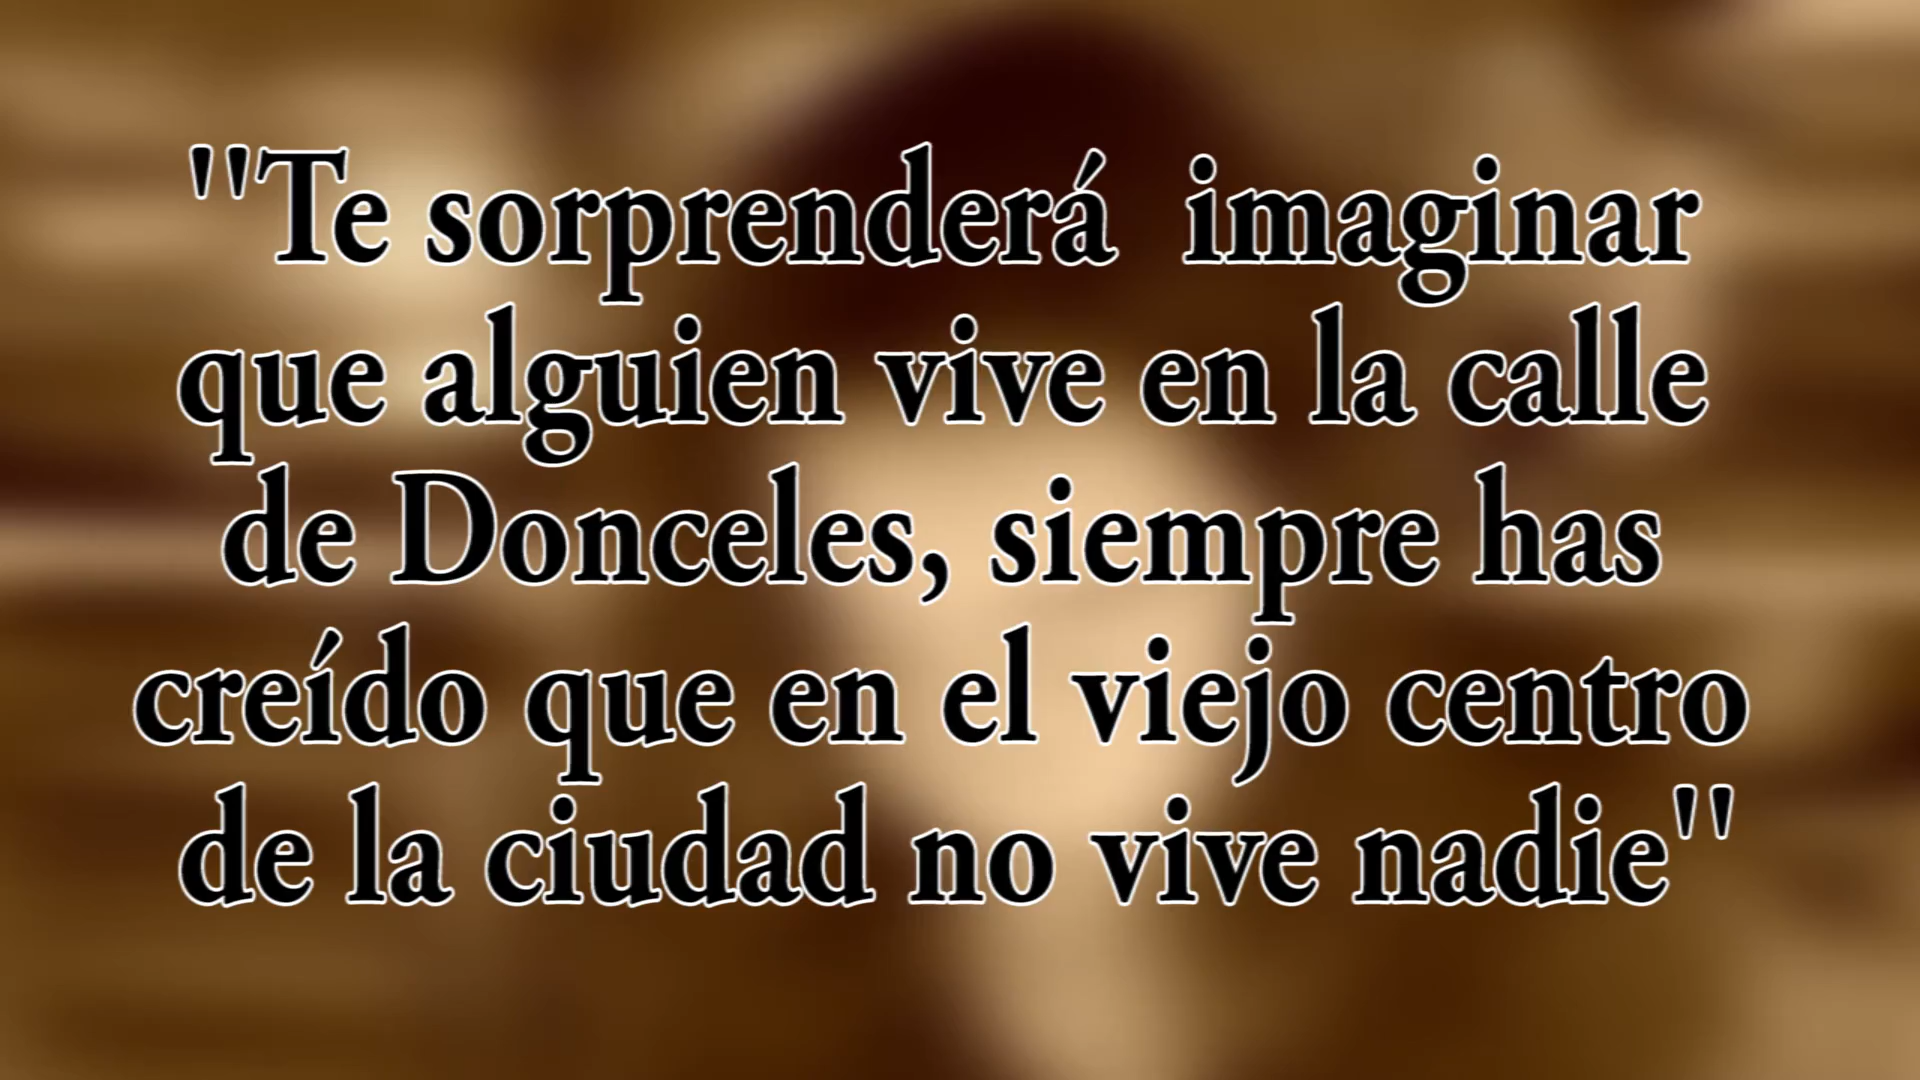 "Te sorprenderá  imaginar
que alguien vive en la calle
de Donceles, siempre has
creído que en el viejo centro
de la ciudad no vive nadie"